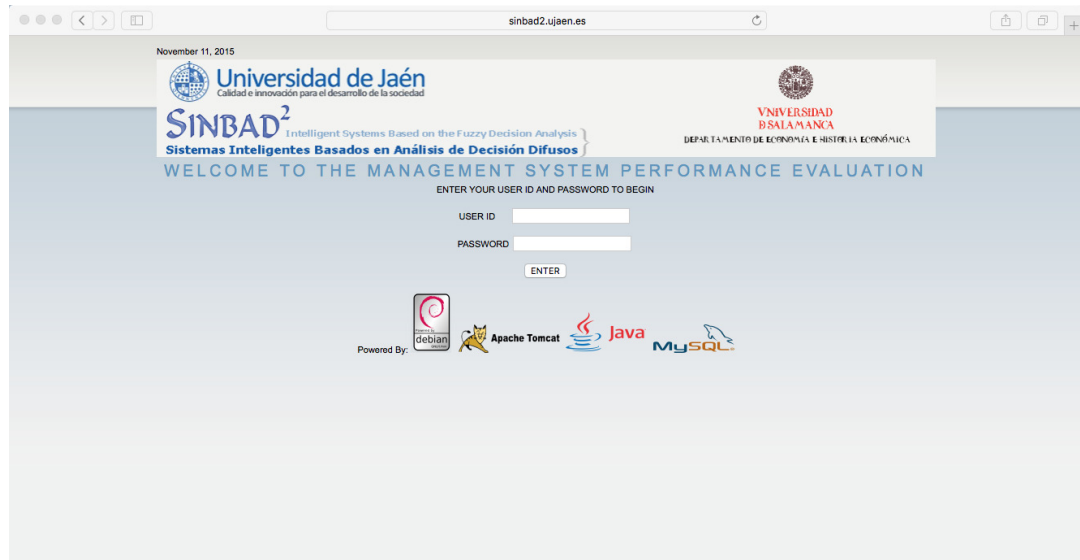 sinbad2.ujaen.es
November 11, 2015
Universidad de Jaén
Calidad e innovación para el desarrollo de la sociedad
SINBAD2 Intelligent Systems Based on the Fuzzy Decision Analysis
Sistemas Inteligentes Basados en Análisis de Decisión Difusos
VNiVERSiDAD
D SALAMANCA
DEPARTAMENTO DE ECONOMÍA E HISTORIA ECONÓMICA
WELCOME TO THE MANAGEMENT SYSTEM PERFORMANCE EVALUATION
ENTER YOUR USER ID AND PASSWORD TO BEGIN
USER ID
PASSWORD
ENTER
Powered By:
debian
Apache Tomcat
Java
MySQL